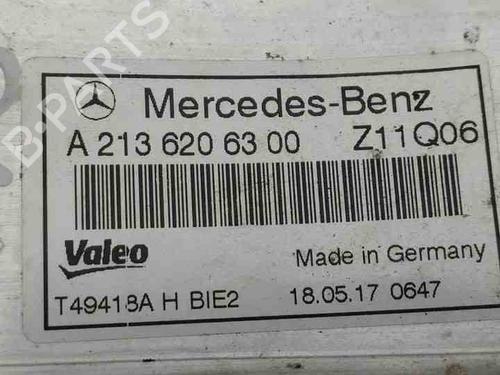 Mercedes-Benz
A 213 620 63 00 Z11Q06
Valeo Made in Germany
T49418A H BIE2 18.05.17 0647
B-PARTS